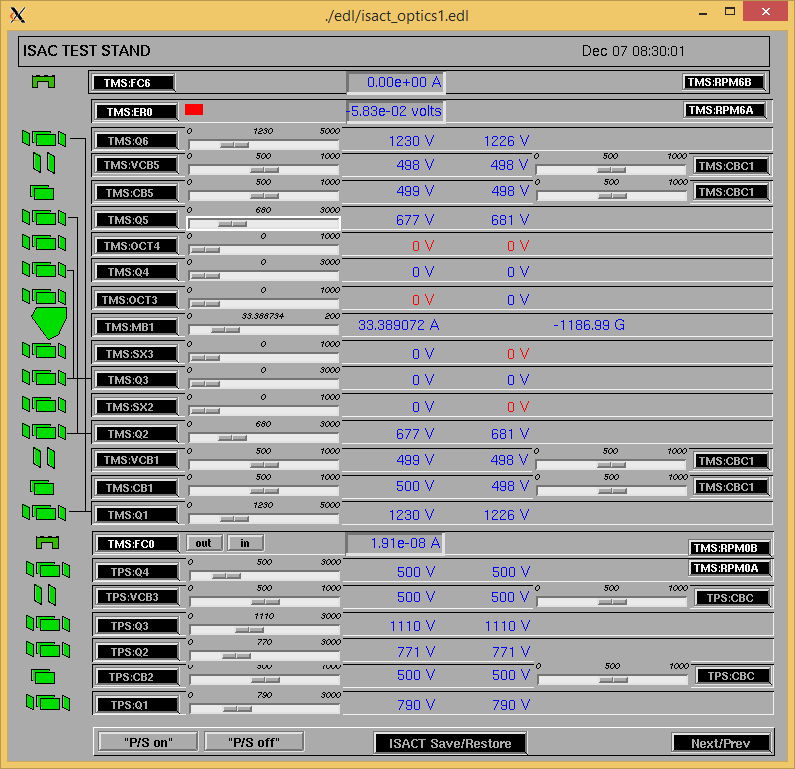 X ./edl/isact_optics1.edl
ISAC TEST STAND Dec 07 08:30:01
TMS:FC6 0.00e+00 A TMS:RPM6B
TMS:ER0 -5.83e-02 volts TMS:RPM6A
TMS:Q6 0 1230 5000 1230 V 1226 V
TMS:VCB5 0 500 1000 498 V 498 V 0 500 1000 TMS:CBC1
TMS:CB5 0 500 1000 499 V 498 V 0 500 1000 TMS:CBC1
TMS:Q5 0 680 3000 677 V 681 V
TMS:OCT4 0 0 1000 0 V 0 V
TMS:Q4 0 0 3000 0 V 0 V
TMS:OCT3 0 0 1000 0 V 0 V
TMS:MB1 0 33.388734 200 33.389072 A -1186.99 G
TMS:SX3 0 0 1000 0 V 0 V
TMS:Q3 0 0 3000 0 V 0 V
TMS:SX2 0 0 1000 0 V 0 V
TMS:Q2 0 680 3000 677 V 681 V
TMS:VCB1 0 500 1000 499 V 498 V 0 500 1000 TMS:CBC1
TMS:CB1 0 500 1000 500 V 498 V 0 500 1000 TMS:CBC1
TMS:Q1 0 1230 5000 1230 V 1226 V
TMS:FC0 out in 1.91e-08 A TMS:RPM0B
TPS:Q4 0 500 3000 500 V 500 V TMS:RPM0A
TPS:VCB3 0 500 1000 500 V 500 V 0 500 1000 TPS:CBC
TPS:Q3 0 1110 3000 1110 V 1110 V
TPS:Q2 0 770 3000 771 V 771 V
TPS:CB2 0 500 1000 500 V 500 V 0 500 1000 TPS:CBC
TPS:Q1 0 790 3000 790 V 790 V
"P/S on" "P/S off" ISACT Save/Restore Next/Prev